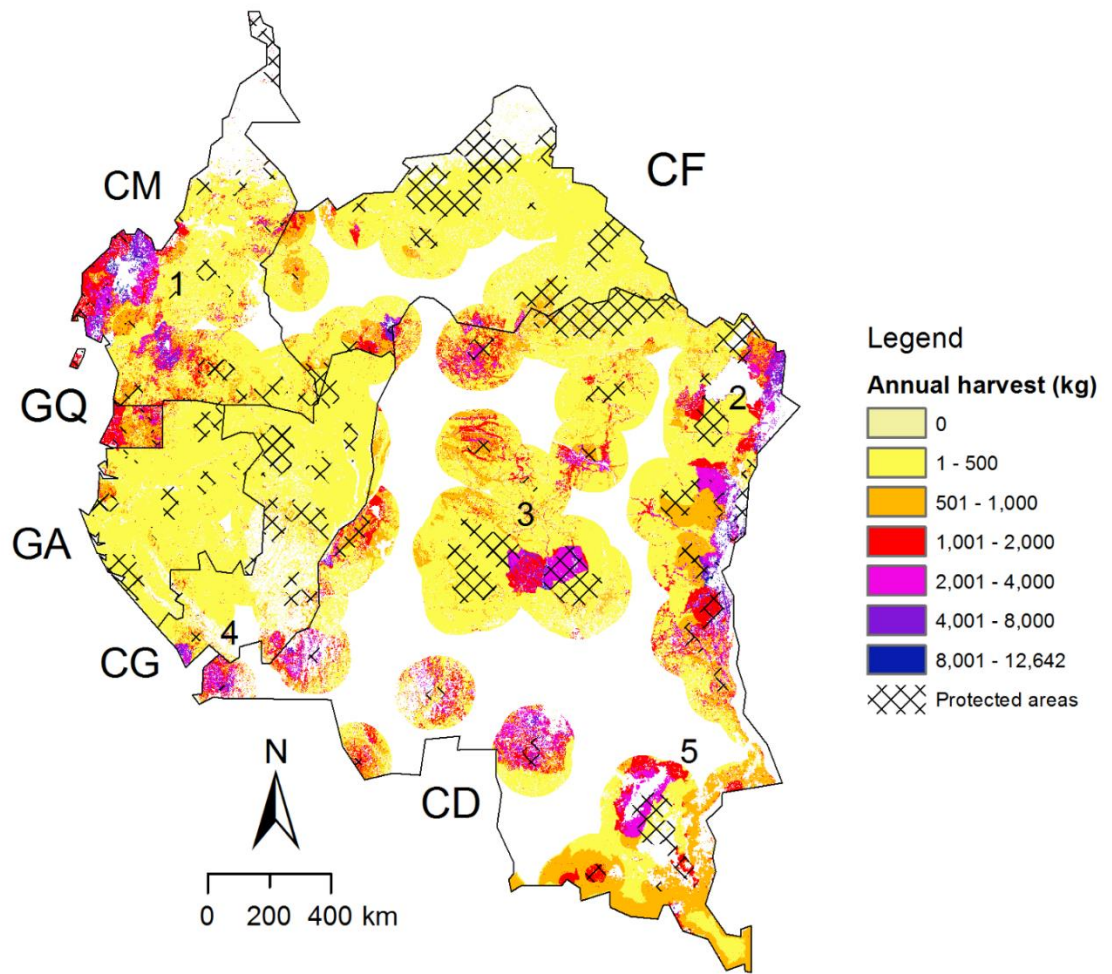 CF
CM
1
GQ
2
3
GA
4
CG
5
N
CD
0 200 400 km
Legend
Annual harvest (kg)
0
1 - 500
501 - 1,000
1,001 - 2,000
2,001 - 4,000
4,001 - 8,000
8,001 - 12,642
Protected areas